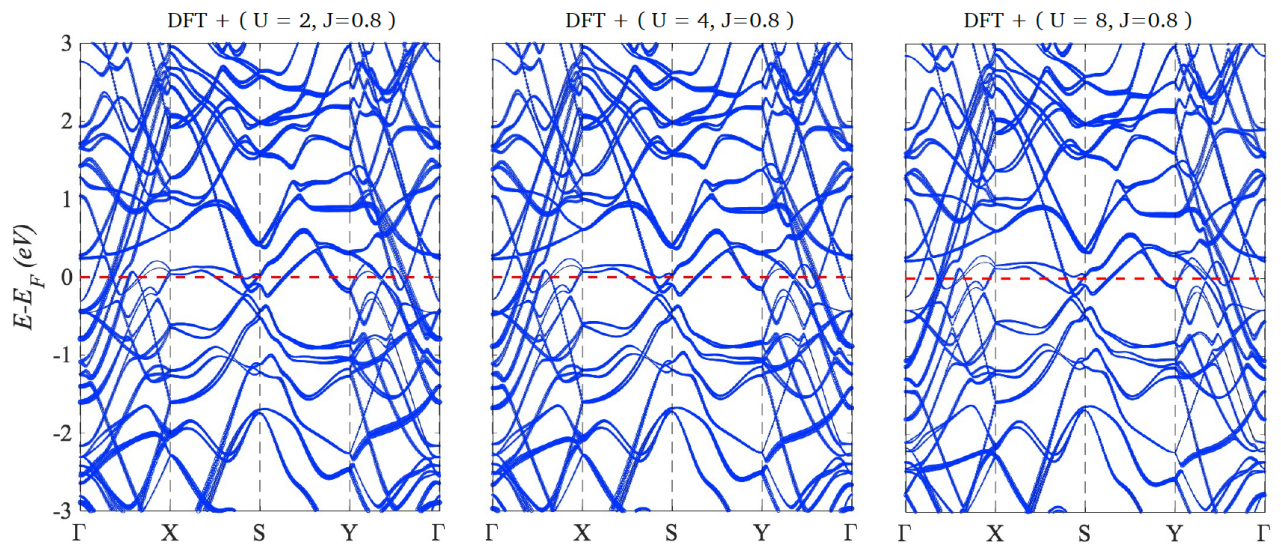 DFT + ( U = 2, J=0.8 )
DFT + ( U = 4, J=0.8 )
DFT + ( U = 8, J=0.8 )
E-E_F (eV)
3
2
1
0
-1
-2
-3
Γ X S Y Γ
Γ X S Y Γ
Γ X S Y Γ